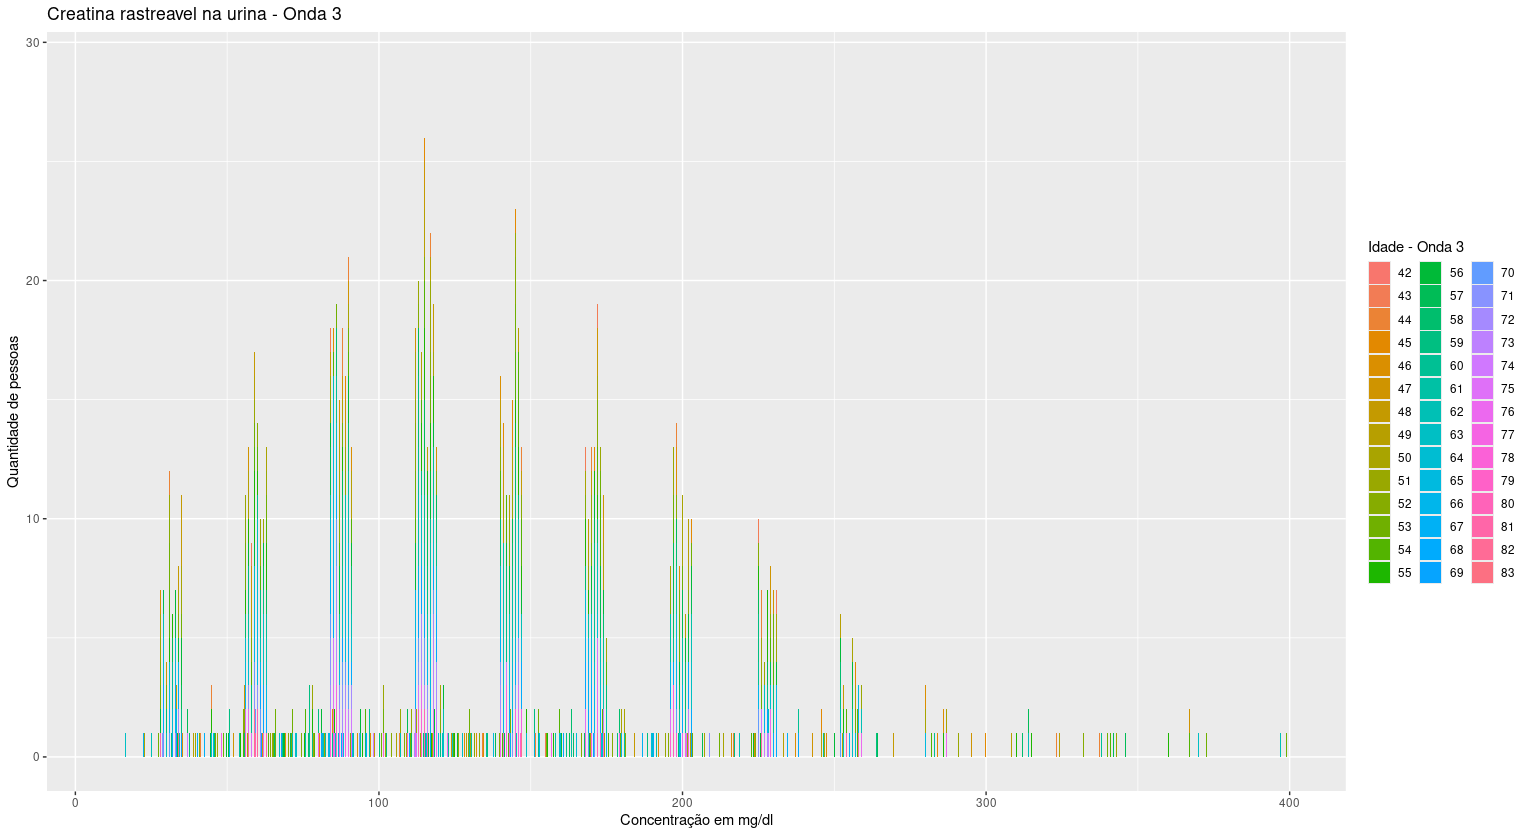 Creatina rastreavel na urina - Onda 3
30
20
10
0
Quantidade de pessoas
0 100 200 300 400
Concentração em mg/dl
Idade - Onda 3
42 56 70
43 57 71
44 58 72
45 59 73
46 60 74
47 61 75
48 62 76
49 63 77
50 64 78
51 65 79
52 66 80
53 67 81
54 68 82
55 69 83